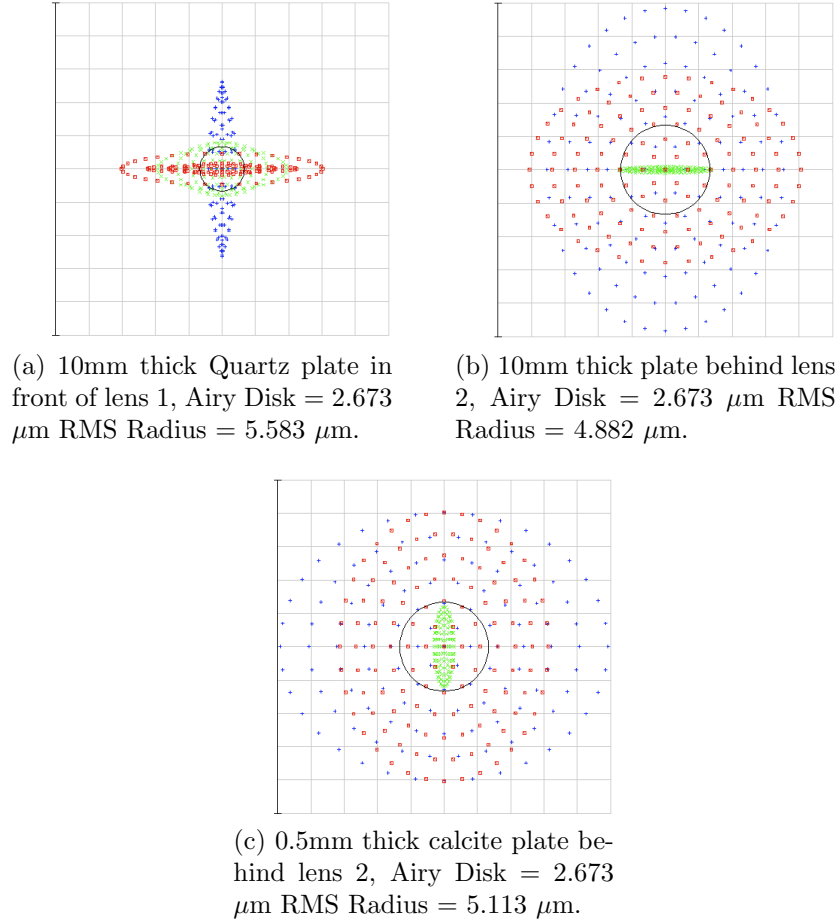 (a) 10mm thick Quartz plate in
front of lens 1, Airy Disk = 2.673
μm RMS Radius = 5.583 μm.
(b) 10mm thick plate behind lens
2, Airy Disk = 2.673 μm RMS
Radius = 4.882 μm.
(c) 0.5mm thick calcite plate be-
hind lens 2, Airy Disk = 2.673
μm RMS Radius = 5.113 μm.